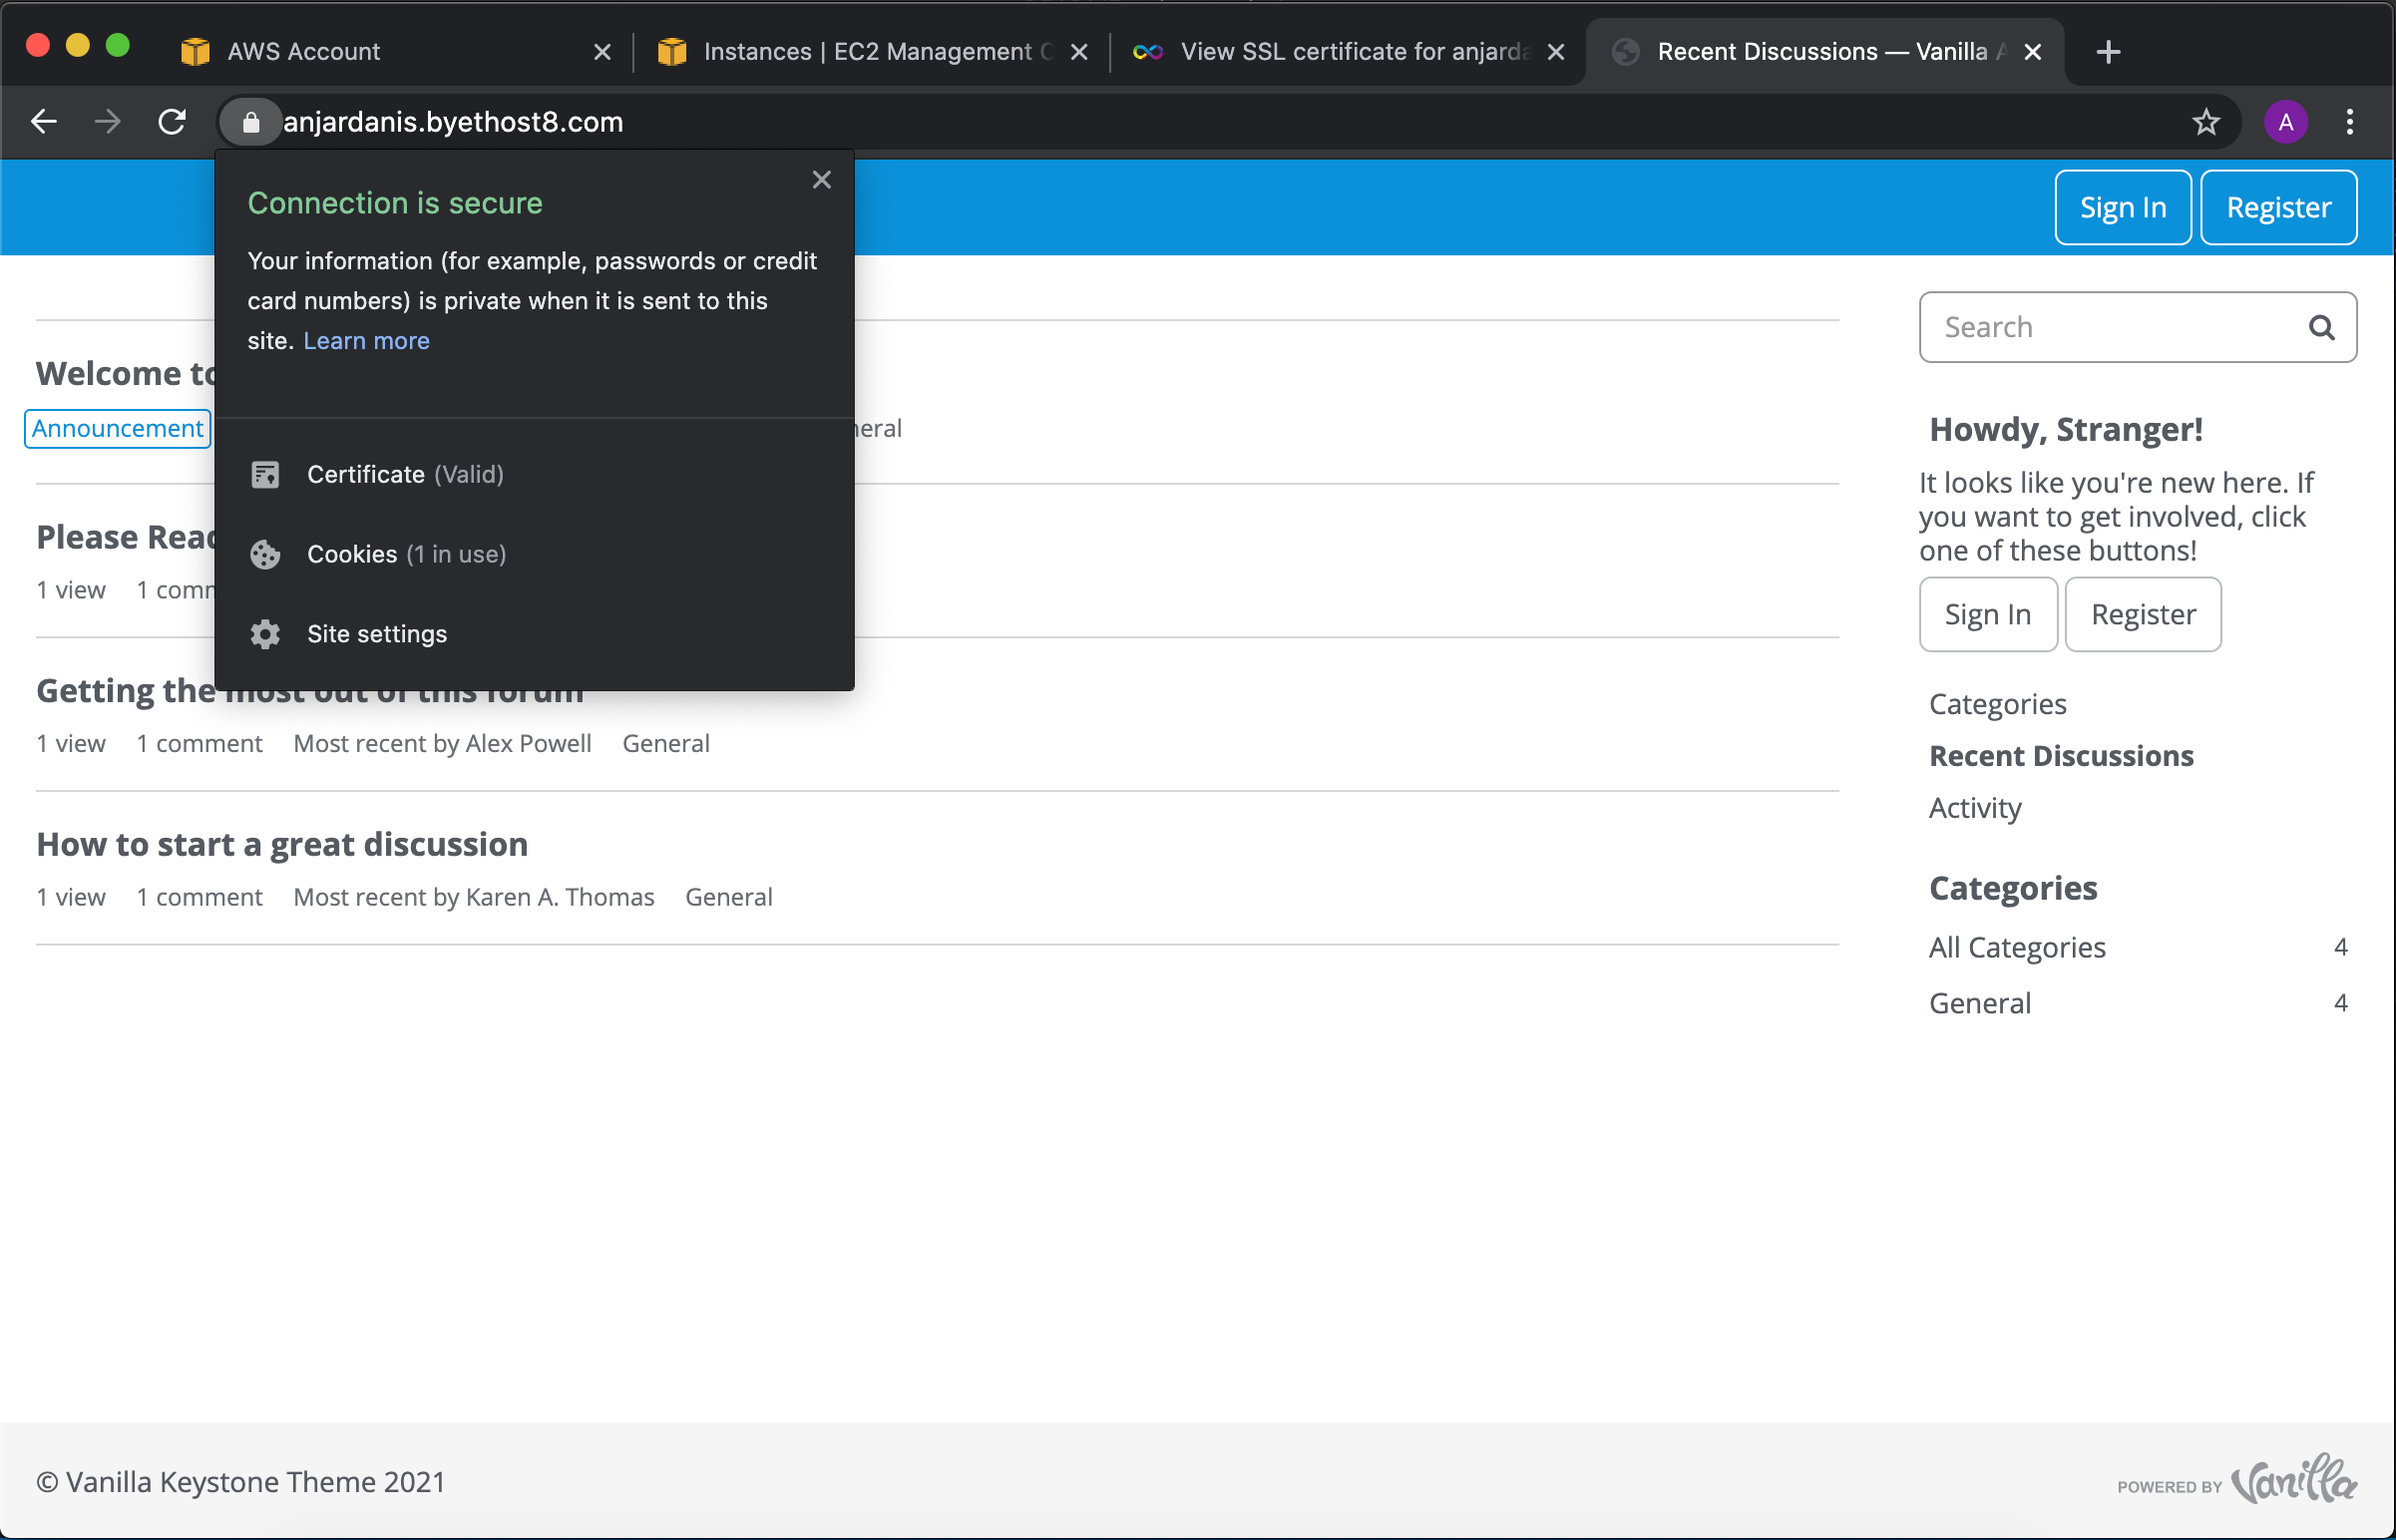 AWS Account
Instances | EC2 Management
View SSL certificate for
Recent Discussions — Vanilla
anjardanis.byethost8.com
A
Sign In
Register
Connection is secure
Your information (for example, passwords or credit
card numbers) is private when it is sent to this
site. Learn more
Certificate (Valid)
Cookies (1 in use)
Site settings
Welcome to
Announcement
Please Read
1 view 1
Getting the most out of this forum
1 view 1 comment Most recent by Alex Powell General
How to start a great discussion
1 view 1 comment Most recent by Karen A. Thomas General
Search
Howdy, Stranger!
It looks like you're new here. If
you want to get involved, click
one of these buttons!
Sign In
Register
Categories
Recent Discussions
Activity
Categories
All Categories 4
General 4
© Vanilla Keystone Theme 2021
POWERED BY Vanilla